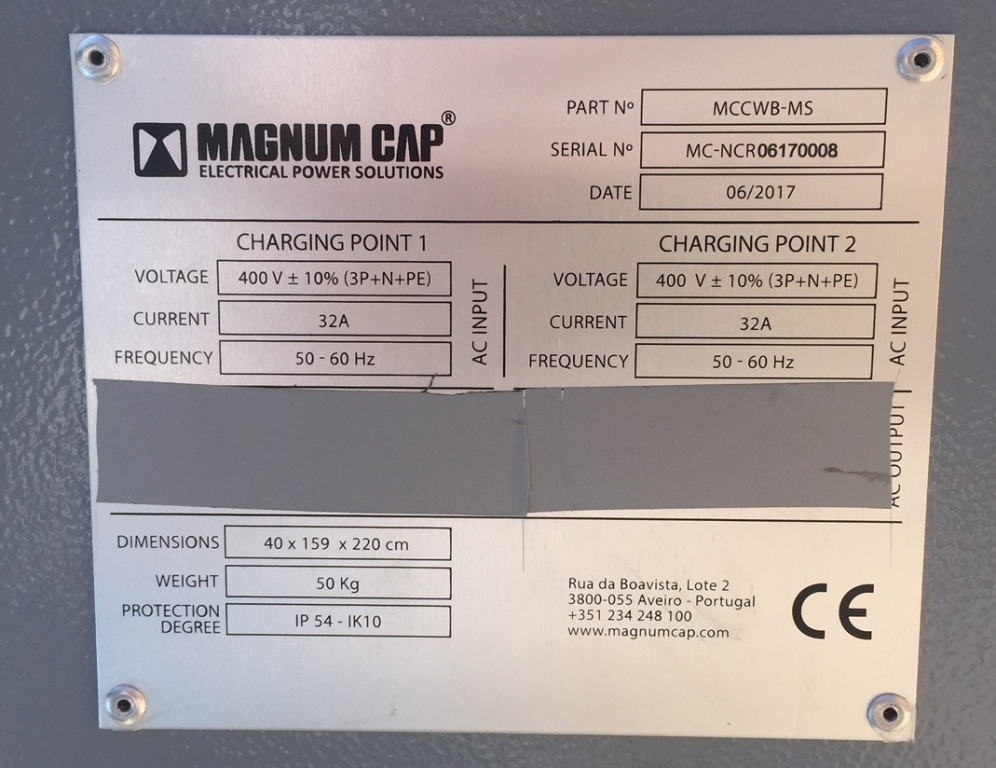 MAGNUM CAP®
ELECTRICAL POWER SOLUTIONS
PART Nº MCCWB-MS
SERIAL Nº MC-NCR06170008
DATE 06/2017
CHARGING POINT 1
VOLTAGE 400 V ± 10% (3P+N+PE)
CURRENT 32A
FREQUENCY 50 - 60 Hz
AC INPUT
CHARGING POINT 2
VOLTAGE 400 V ± 10% (3P+N+PE)
CURRENT 32A
FREQUENCY 50 - 60 Hz
AC INPUT
AC OUTPUT
DIMENSIONS 40 x 159 x 220 cm
WEIGHT 50 Kg
PROTECTION
DEGREE IP 54 - IK10
Rua da Boavista, Lote 2
3800-055 Aveiro - Portugal
+351 234 248 100
www.magnumcap.com
CE